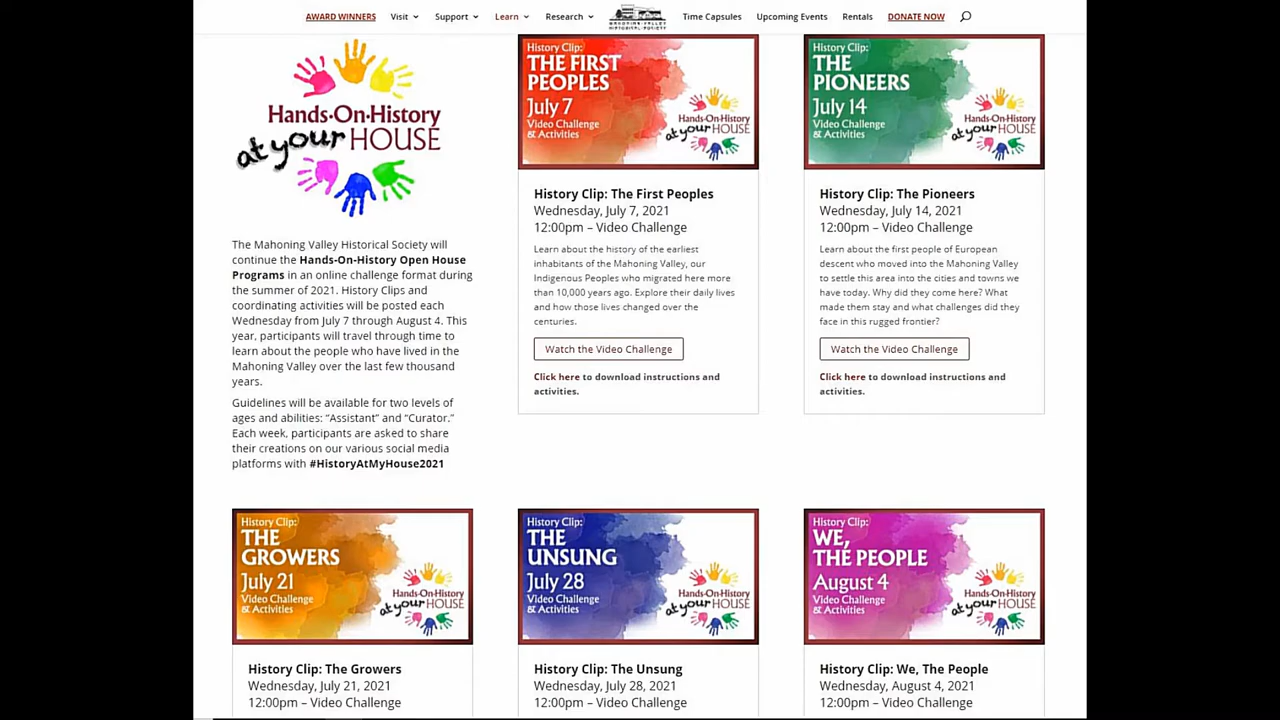 AWARD WINNERS Visit Support Learn Research Time Capsules Upcoming Events Rentals DONATE NOW
MAHONING VALLEY
HISTORICAL SOCIETY
Hands-On-History
at your HOUSE
The Mahoning Valley Historical Society will
continue the Hands-On-History Open House
Programs in an online challenge format during
the summer of 2021. History Clips and
coordinating activities will be posted each
Wednesday from July 7 through August 4. This
year, participants will travel through time to
learn about the people who have lived in the
Mahoning Valley over the last few thousand
years.
Guidelines will be available for two levels of
ages and abilities: “Assistant” and “Curator.”
Each week, participants are asked to share
their creations on our various social media
platforms with #HistoryAtMyHouse2021
History Clip:
THE FIRST
PEOPLES
July 7
Video Challenge
& Activities
Hands-On-History
at your HOUSE
History Clip: The First Peoples
Wednesday, July 7, 2021
12:00pm – Video Challenge
Learn about the history of the earliest
inhabitants of the Mahoning Valley, our
Indigenous Peoples who migrated here more
than 10,000 years ago. Explore their daily lives
and how those lives changed over the
centuries.
Watch the Video Challenge
Click here to download instructions and
activities.
History Clip:
THE
PIONEERS
July 14
Video Challenge
& Activities
Hands-On-History
at your HOUSE
History Clip: The Pioneers
Wednesday, July 14, 2021
12:00pm – Video Challenge
Learn about the first people of European
descent who moved into the Mahoning Valley
to settle this area into the cities and towns we
have today. Why did they come here? What
made them stay and what challenges did they
face in this rugged frontier?
Watch the Video Challenge
Click here to download instructions and
activities.
History Clip:
THE
GROWERS
July 21
Video Challenge
& Activities
Hands-On-History
at your HOUSE
History Clip: The Growers
Wednesday, July 21, 2021
12:00pm – Video Challenge
History Clip:
THE
UNSUNG
July 28
Video Challenge
& Activities
Hands-On-History
at your HOUSE
History Clip: The Unsung
Wednesday, July 28, 2021
12:00pm – Video Challenge
History Clip:
WE,
THE PEOPLE
August 4
Video Challenge
& Activities
Hands-On-History
at your HOUSE
History Clip: We, The People
Wednesday, August 4, 2021
12:00pm – Video Challenge